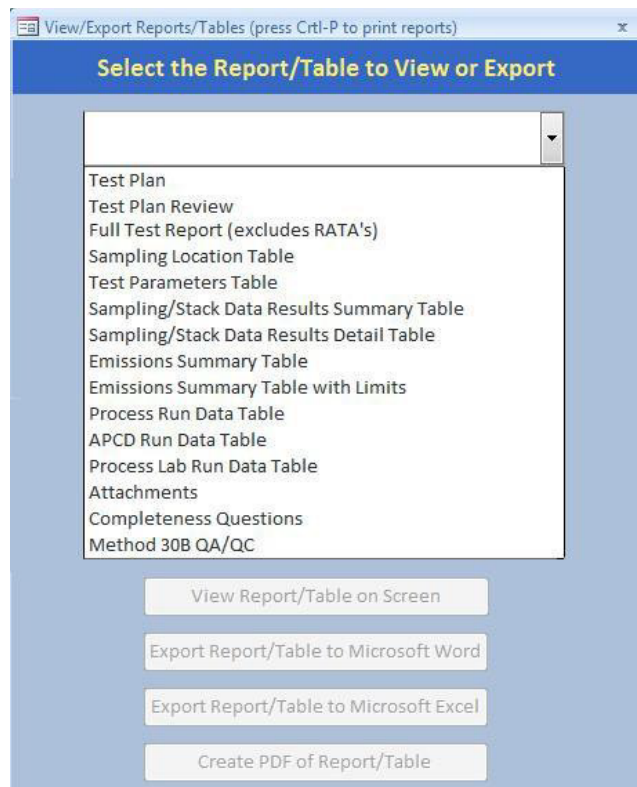 View/Export Reports/Tables (press Crtl-P to print reports)
x
Select the Report/Table to View or Export
Test Plan
Test Plan Review
Full Test Report (excludes RATA's)
Sampling Location Table
Test Parameters Table
Sampling/Stack Data Results Summary Table
Sampling/Stack Data Results Detail Table
Emissions Summary Table
Emissions Summary Table with Limits
Process Run Data Table
APCD Run Data Table
Process Lab Run Data Table
Attachments
Completeness Questions
Method 30B QA/QC
View Report/Table on Screen
Export Report/Table to Microsoft Word
Export Report/Table to Microsoft Excel
Create PDF of Report/Table